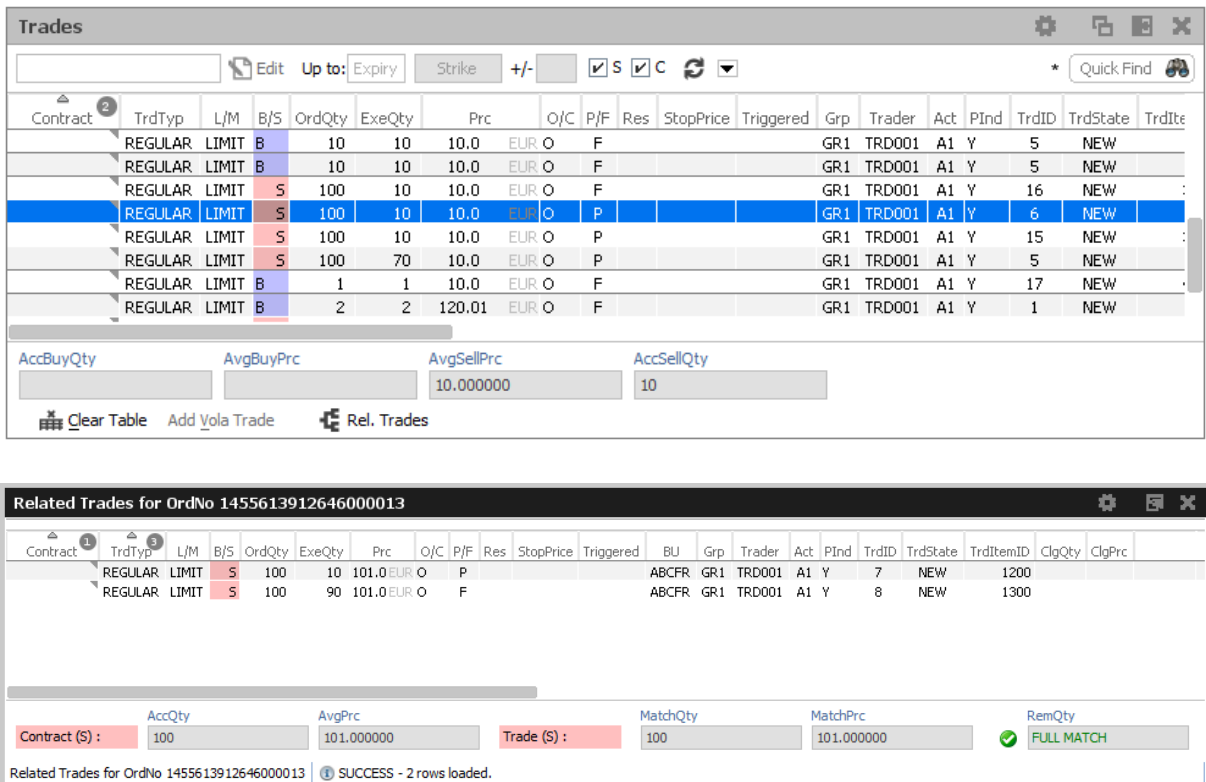 Trades
Edit Up to: Expiry Strike +/- S C * Quick Find
Contract 2 TrdTyp L/M B/S OrdQty ExeQty Prc O/C P/F Res StopPrice Triggered Grp Trader Act PInd TrdID TrdState TrdIte
REGULAR LIMIT B 10 10 10.0 EUR O F GR1 TRD001 A1 Y 5 NEW
REGULAR LIMIT B 10 10 10.0 EUR O F GR1 TRD001 A1 Y 5 NEW
REGULAR LIMIT S 100 10 10.0 EUR O F GR1 TRD001 A1 Y 16 NEW
REGULAR LIMIT S 100 10 10.0 EUR O P GR1 TRD001 A1 Y 6 NEW
REGULAR LIMIT S 100 10 10.0 EUR O P GR1 TRD001 A1 Y 15 NEW
REGULAR LIMIT S 100 70 10.0 EUR O P GR1 TRD001 A1 Y 5 NEW
REGULAR LIMIT B 1 1 10.0 EUR O F GR1 TRD001 A1 Y 17 NEW
REGULAR LIMIT B 2 2 120.01 EUR O F GR1 TRD001 A1 Y 1 NEW
AccBuyQty AvgBuyPrc AvgSellPrc AccSellQty
10.000000 10
Clear Table Add Vola Trade Rel. Trades
Related Trades for OrdNo 1455613912646000013
Contract 1 TrdTyp 3 L/M B/S OrdQty ExeQty Prc O/C P/F Res StopPrice Triggered BU Grp Trader Act PInd TrdID TrdState TrdItemID ClgQty ClgPrc
REGULAR LIMIT S 100 10 101.0 EUR O P ABCFR GR1 TRD001 A1 Y 7 NEW 1200
REGULAR LIMIT S 100 90 101.0 EUR O F ABCFR GR1 TRD001 A1 Y 8 NEW 1300
AccQty AvgPrc MatchQty MatchPrc RemQty
Contract (S) : 100 101.000000 Trade (S) : 100 101.000000 FULL MATCH
Related Trades for OrdNo 1455613912646000013 SUCCESS - 2 rows loaded.